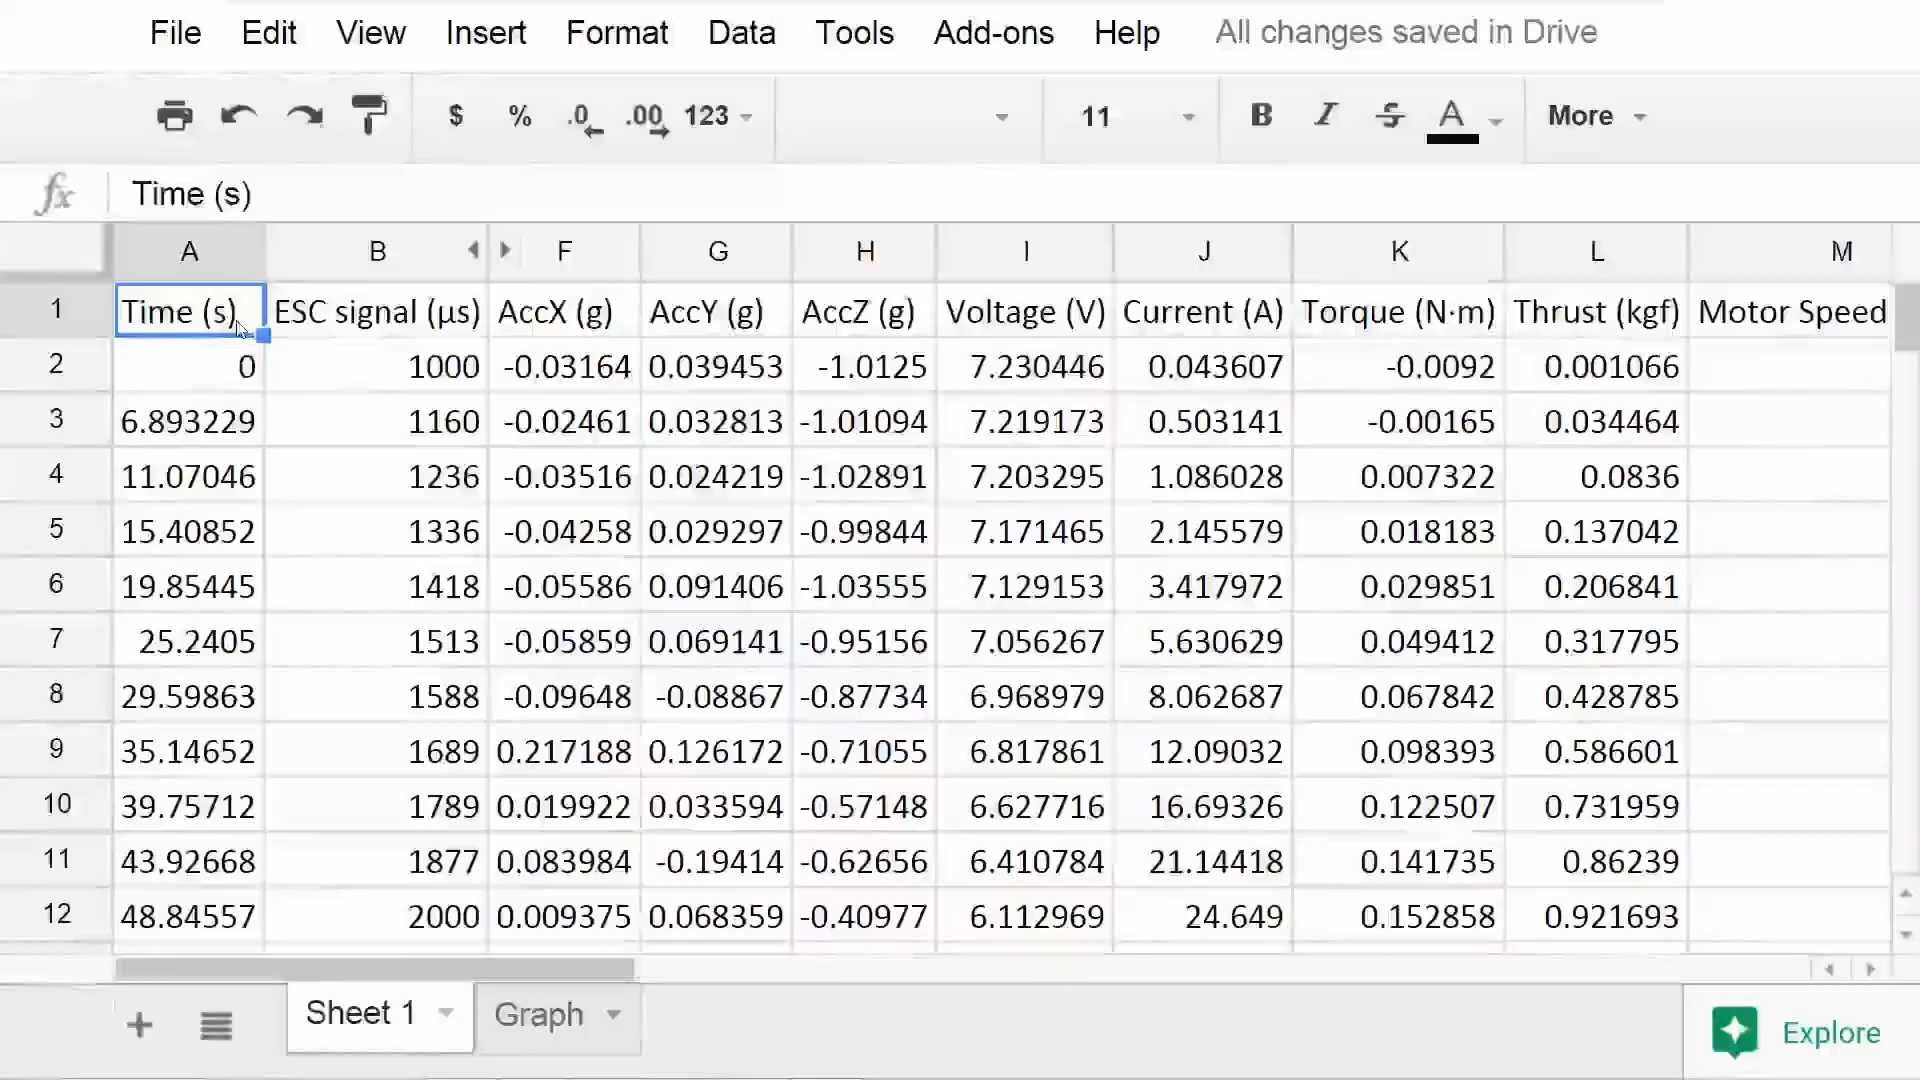 File Edit View Insert Format Data Tools Add-ons Help All changes saved in Drive
$ % .0 .00 123 11 B I S A More
fx Time (s)
A B F G H I J K L M
1 Time (s) ESC signal (µs) AccX (g) AccY (g) AccZ (g) Voltage (V) Current (A) Torque (N·m) Thrust (kgf) Motor Speed
2 0 1000 -0.03164 0.039453 -1.0125 7.230446 0.043607 -0.0092 0.001066
3 6.893229 1160 -0.02461 0.032813 -1.01094 7.219173 0.503141 -0.00165 0.034464
4 11.07046 1236 -0.03516 0.024219 -1.02891 7.203295 1.086028 0.007322 0.0836
5 15.40852 1336 -0.04258 0.029297 -0.99844 7.171465 2.145579 0.018183 0.137042
6 19.85445 1418 -0.05586 0.091406 -1.03555 7.129153 3.417972 0.029851 0.206841
7 25.2405 1513 -0.05859 0.069141 -0.95156 7.056267 5.630629 0.049412 0.317795
8 29.59863 1588 -0.09648 -0.08867 -0.87734 6.968979 8.062687 0.067842 0.428785
9 35.14652 1689 0.217188 0.126172 -0.71055 6.817861 12.09032 0.098393 0.586601
10 39.75712 1789 0.019922 0.033594 -0.57148 6.627716 16.69326 0.122507 0.731959
11 43.92668 1877 0.083984 -0.19414 -0.62656 6.410784 21.14418 0.141735 0.86239
12 48.84557 2000 0.009375 0.068359 -0.40977 6.112969 24.649 0.152858 0.921693
Sheet 1 Graph Explore